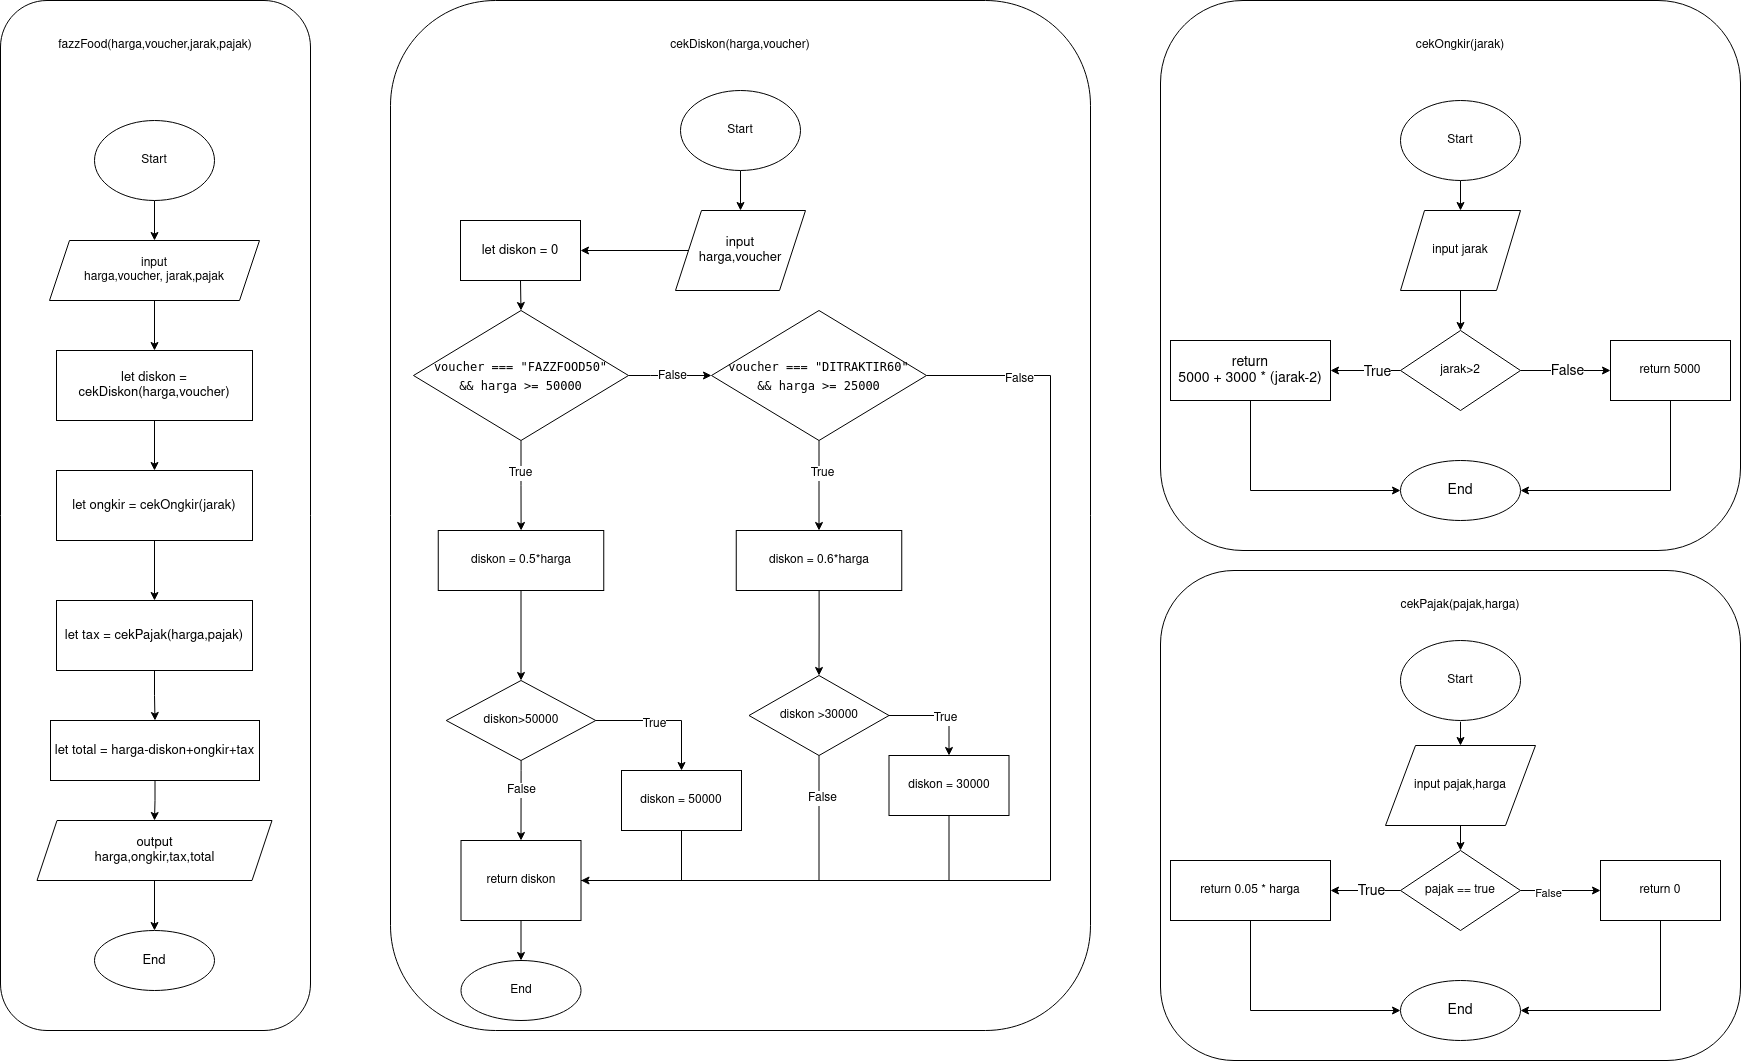 fazzFood(harga,voucher,jarak,pajak)
Start
input
harga,voucher, jarak,pajak
let diskon =
cekDiskon(harga,voucher)
let ongkir = cekOngkir(jarak)
let tax = cekPajak(harga,pajak)
let total = harga-diskon+ongkir+tax
output
harga,ongkir,tax,total
End
cekDiskon(harga,voucher)
Start
input
harga,voucher
let diskon = 0
voucher === "FAZZFOOD50"
&& harga >= 50000
False
voucher === "DITRAKTIR60"
&& harga >= 25000
False
True
True
diskon = 0.5*harga
diskon = 0.6*harga
diskon>50000
True
diskon >30000
True
False
diskon = 50000
False
diskon = 30000
return diskon
End
cekOngkir(jarak)
Start
input jarak
jarak>2
True
False
return
5000 + 3000 * (jarak-2)
return 5000
End
cekPajak(pajak,harga)
Start
input pajak,harga
pajak == true
True
False
return 0.05 * harga
return 0
End